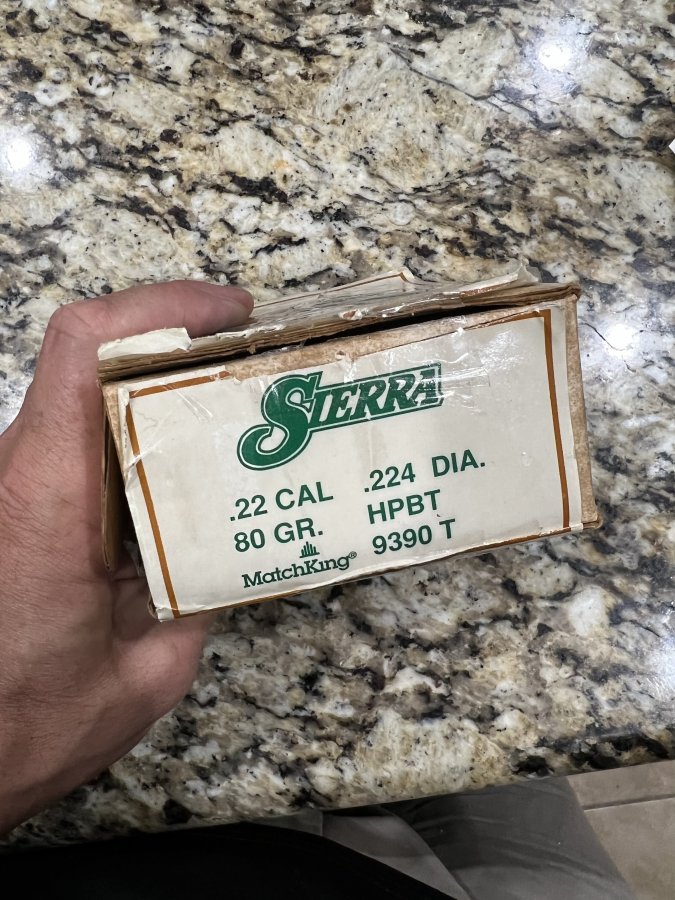 SIERRA
.22 CAL .224 DIA.
80 GR. HPBT
MatchKing® 9390 T